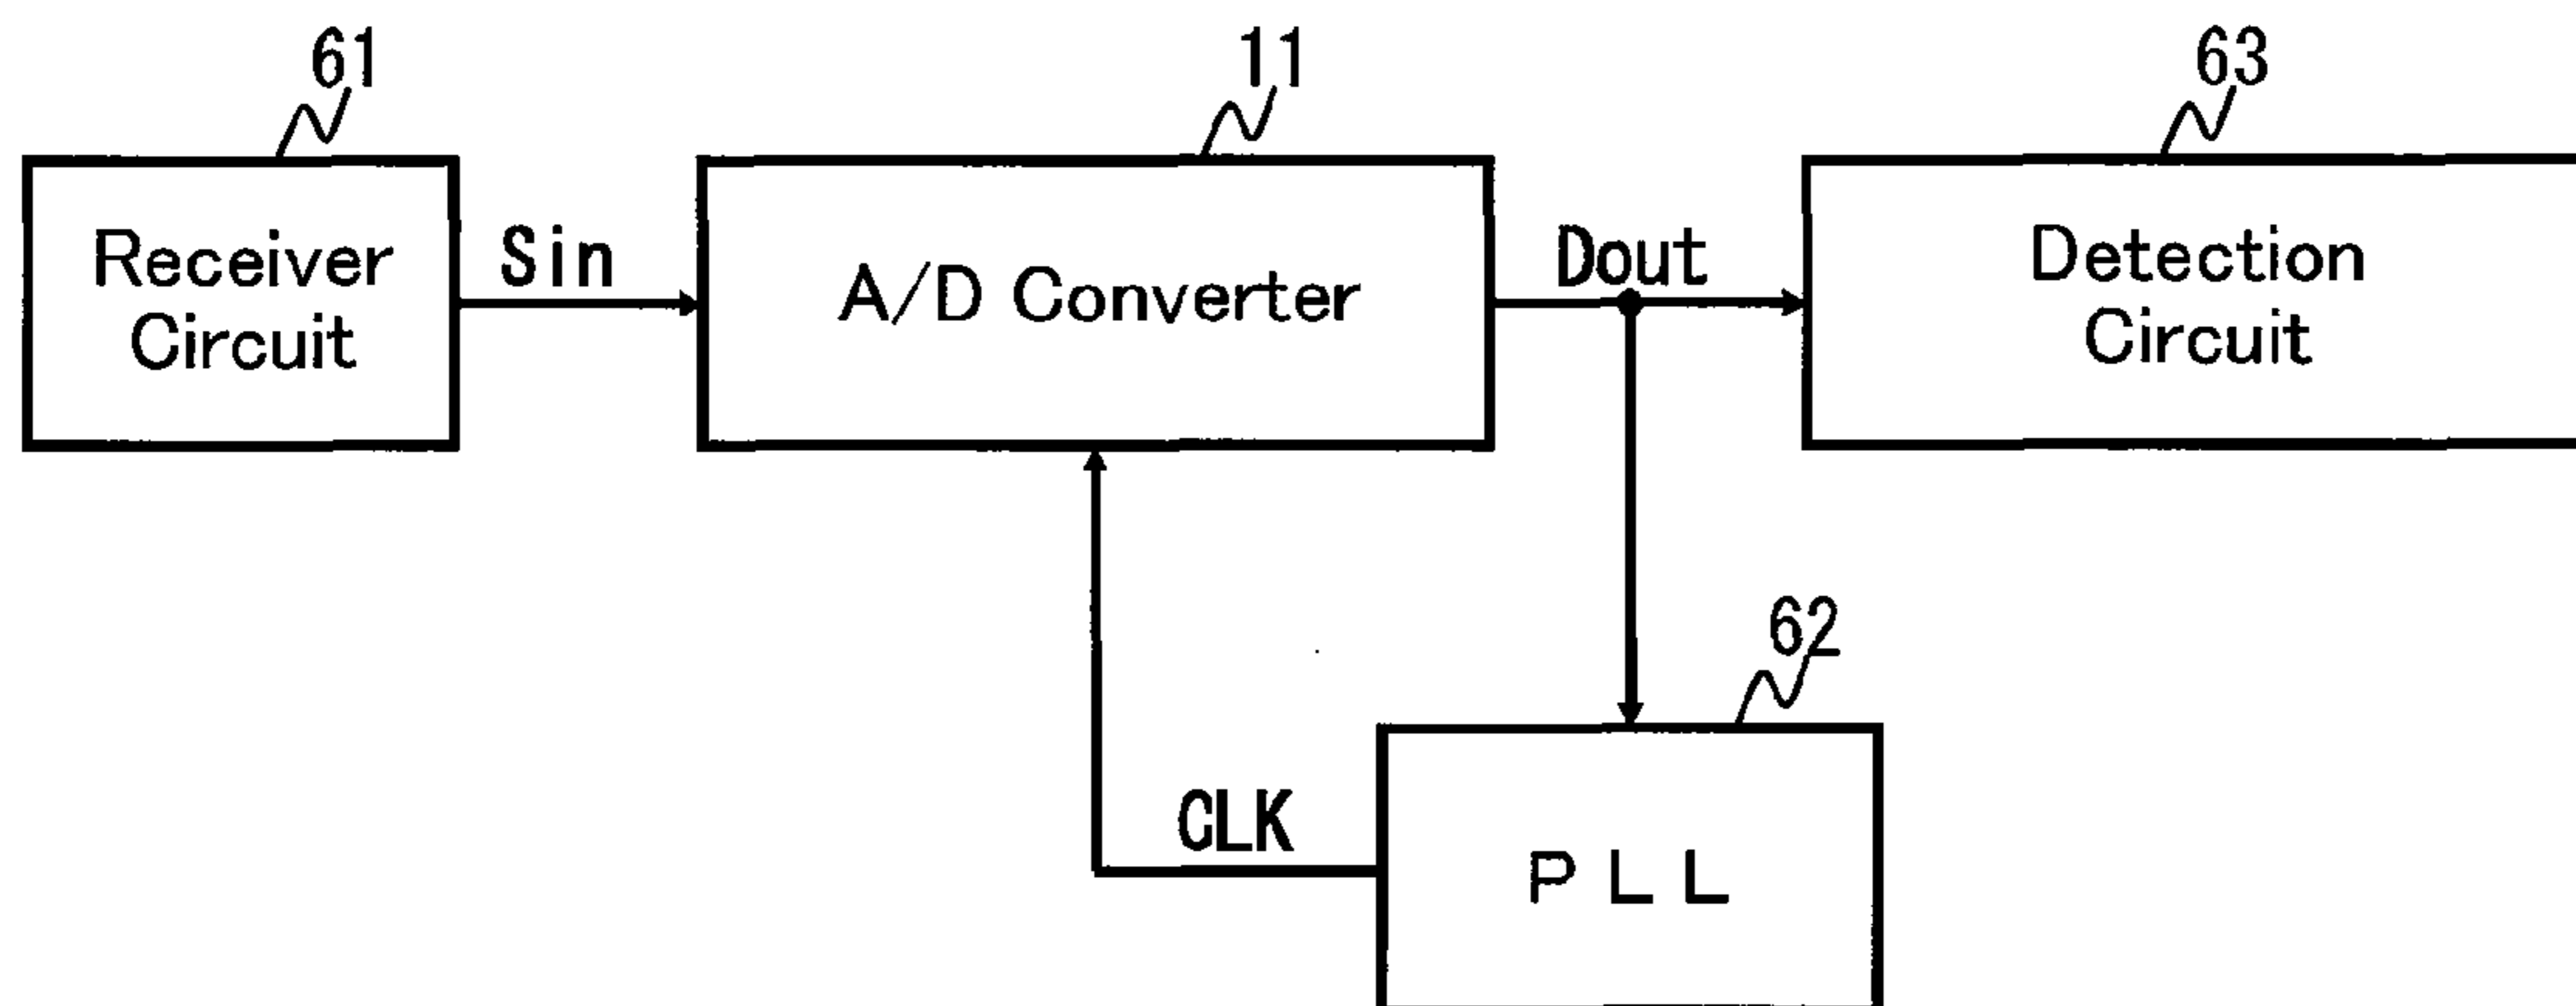 61
11
63
Receiver
Circuit
Sin
A/D Converter
Dout
Detection
Circuit
62
CLK
PLL